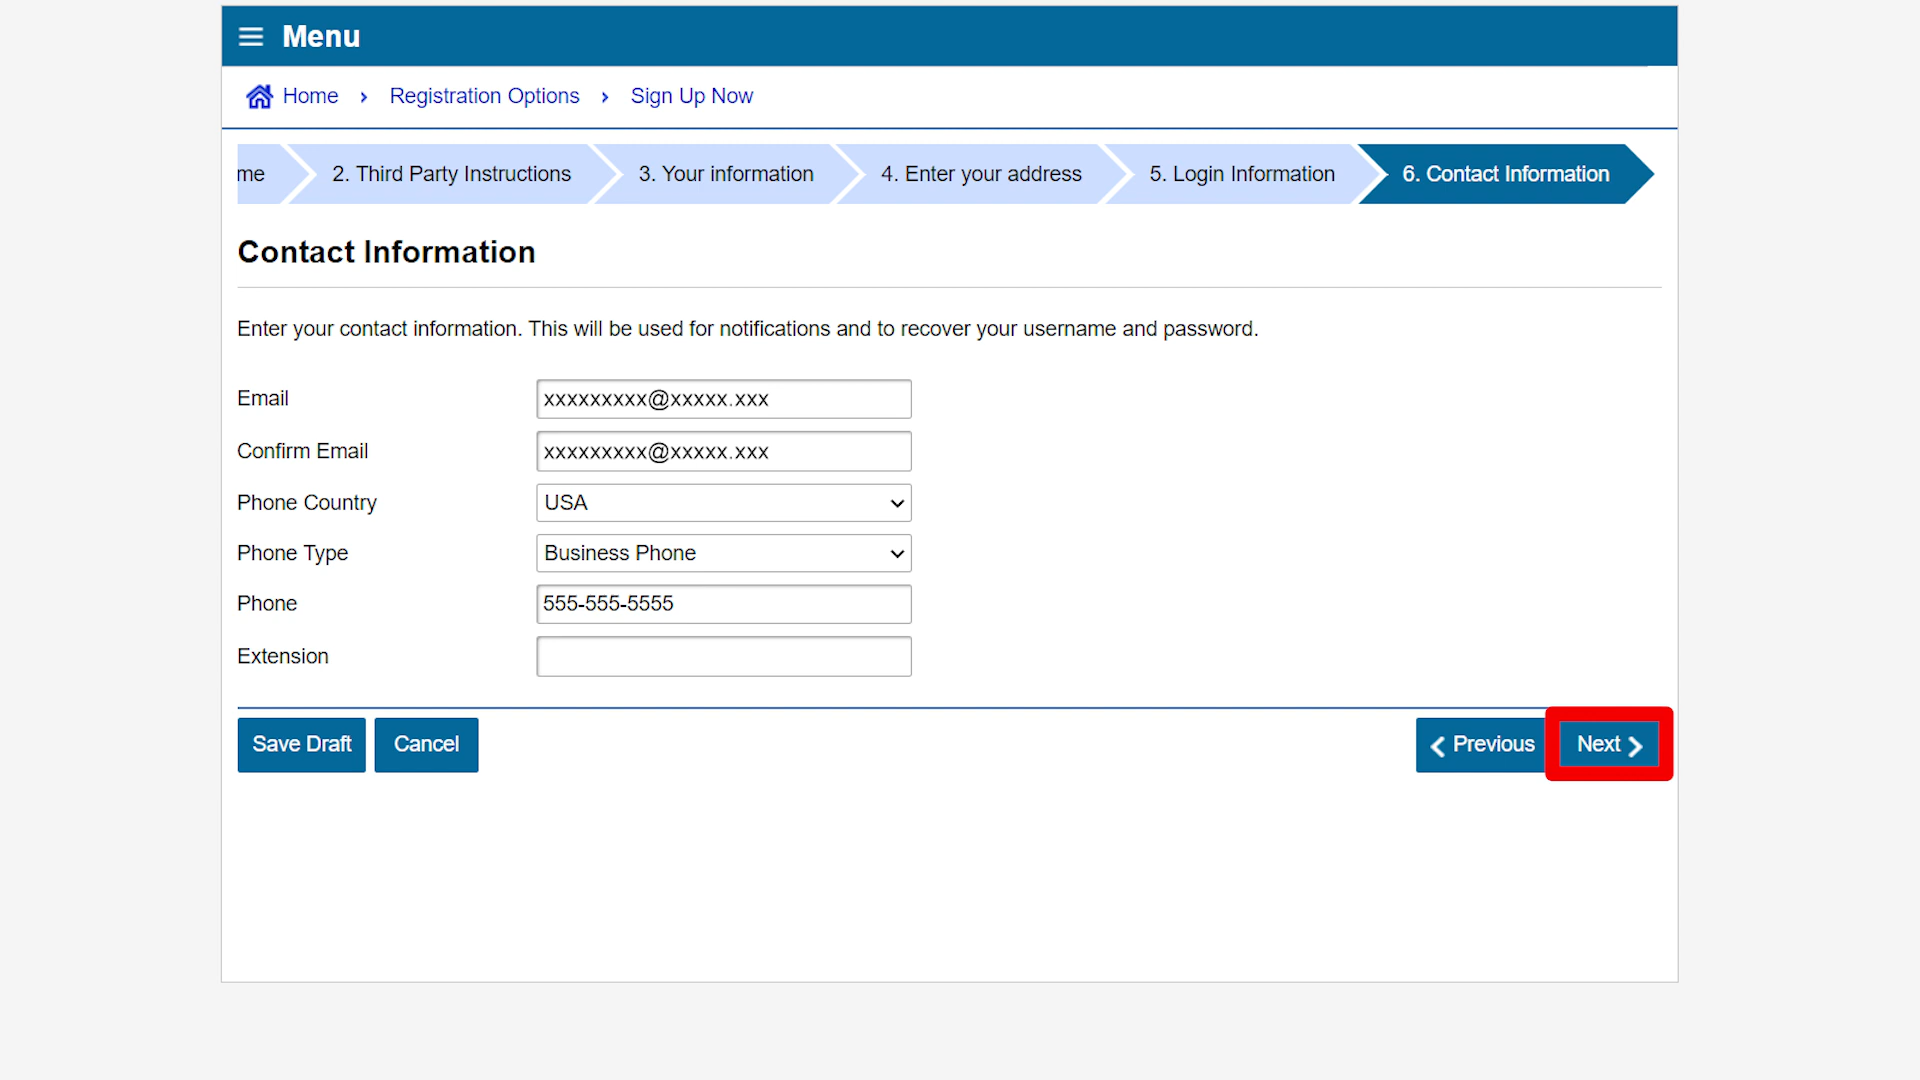 Menu
Home › Registration Options › Sign Up Now
me 2. Third Party Instructions 3. Your information 4. Enter your address 5. Login Information 6. Contact Information
Contact Information
Enter your contact information. This will be used for notifications and to recover your username and password.
Email xxxxxxxxx@xxxxx.xxx
Confirm Email xxxxxxxxx@xxxxx.xxx
Phone Country USA
Phone Type Business Phone
Phone 555-555-5555
Extension
Save Draft Cancel Previous Next